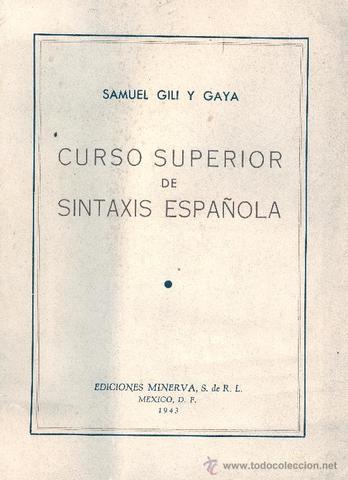 SAMUEL GILI Y GAYA
CURSO SUPERIOR
DE
SINTAXIS ESPAÑOLA
EDICIONES MINERVA, S. de R. L.
MEXICO, D. F.
1943
www.todocoleccion.net